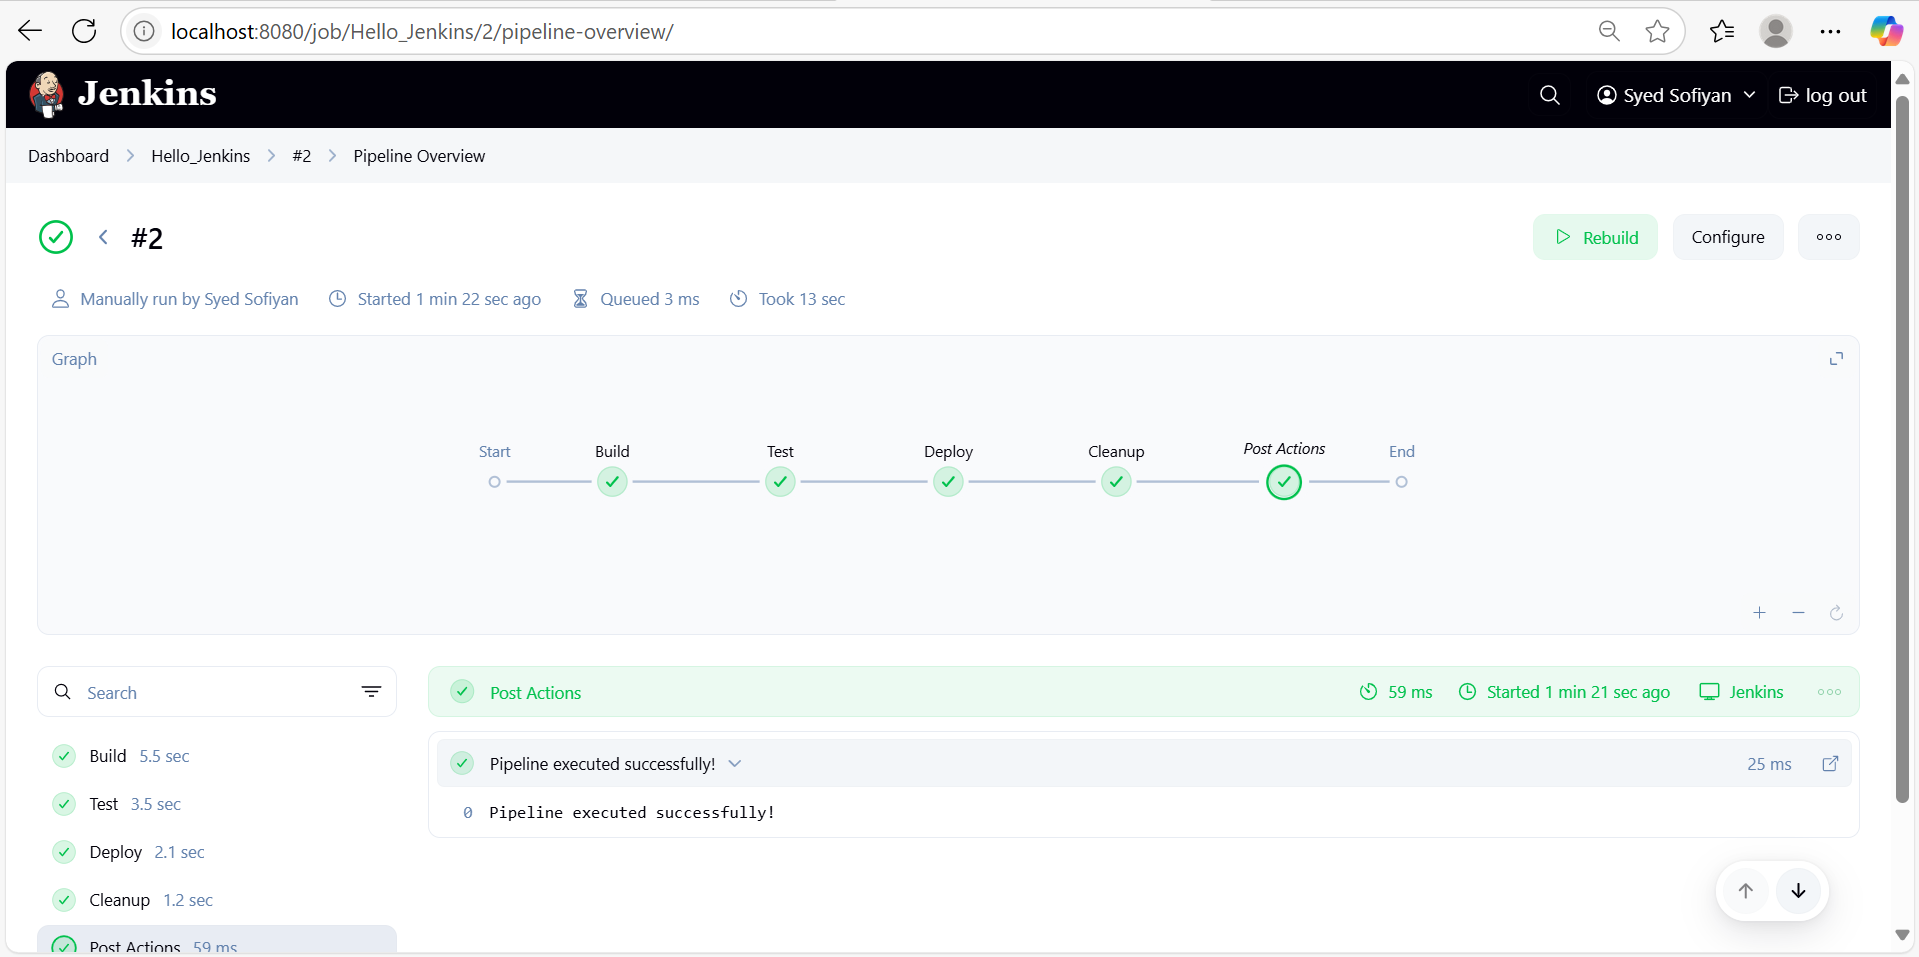 localhost:8080/job/Hello_Jenkins/2/pipeline-overview/
Jenkins
Syed Sofiyan
log out
Dashboard
Hello_Jenkins
#2
Pipeline Overview
#2
Rebuild
Configure
Manually run by Syed Sofiyan
Started 1 min 22 sec ago
Queued 3 ms
Took 13 sec
Graph
Start
Build
Test
Deploy
Cleanup
Post Actions
End
Search
Build 5.5 sec
Test 3.5 sec
Deploy 2.1 sec
Cleanup 1.2 sec
Post Actions 59 ms
Post Actions
59 ms
Started 1 min 21 sec ago
Jenkins
Pipeline executed successfully!
25 ms
0 Pipeline executed successfully!